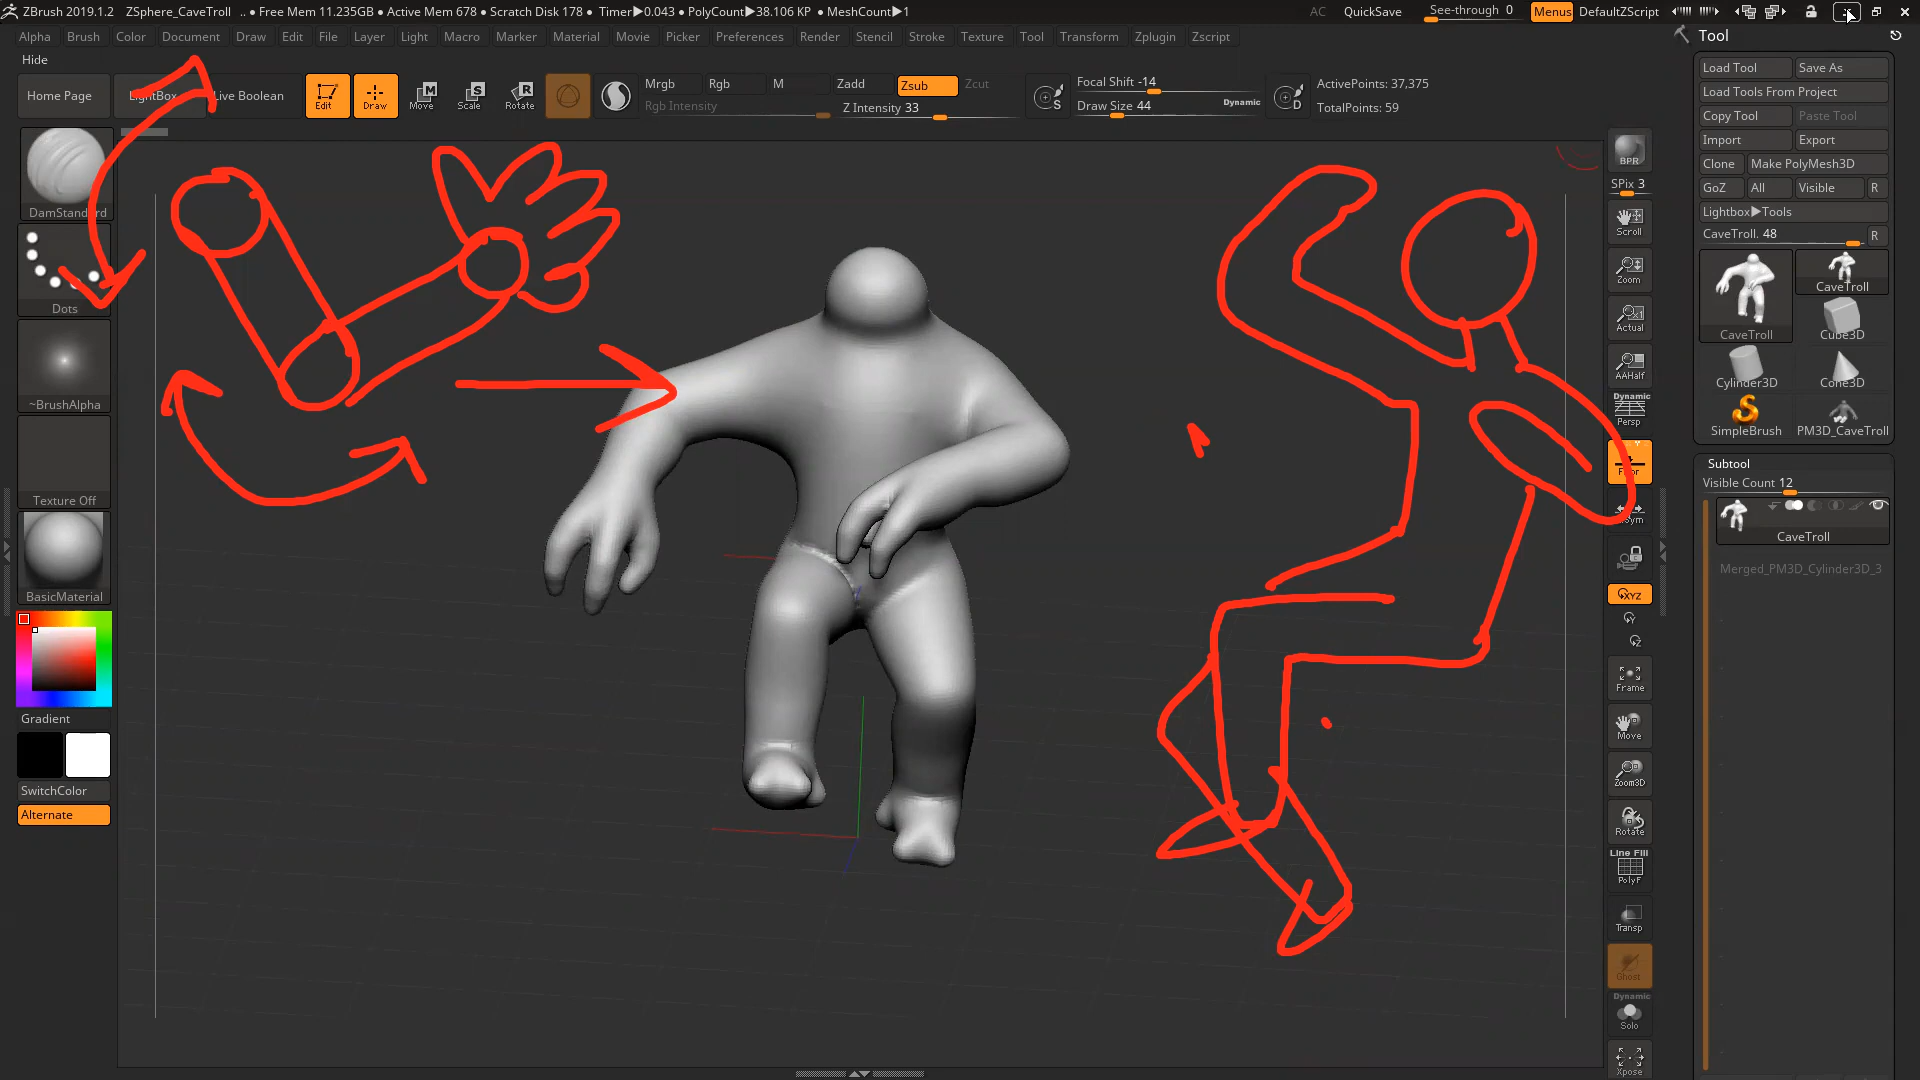 ZBrush 2019.1.2 ZSphere_CaveTroll .. • Free Mem 11.235GB • Active Mem 678 • Scratch Disk 178 • Timer▶0.043 • PolyCount▶38.106 KP • MeshCount▶1 AC QuickSave See-through 0 Menus DefaultZScript
Alpha Brush Color Document Draw Edit File Layer Light Macro Marker Material Movie Picker Preferences Render Stencil Stroke Texture Tool Transform Zplugin Zscript
Hide
Home Page LightBox Live Boolean Edit Draw Move Scale Rotate
M S R
Mrgb Rgb M Zadd Zsub Zcut
Rgb Intensity Z Intensity 33
S Focal Shift -14
Draw Size 44 Dynamic
D ActivePoints: 37,375
TotalPoints: 59
DamStandard
Dots
~BrushAlpha
Texture Off
BasicMaterial
Gradient
SwitchColor
Alternate
BPR
SPix 3
Scroll
Zoom
Actual
AAHalf
Dynamic
Persp
Floor
XYZ
Frame
Move
Zoom3D
Rotate
Line Fill
PolyF
Transp
Ghost
Dynamic
Solo
Xpose
Tool
Load Tool Save As
Load Tools From Project
Copy Tool Paste Tool
Import Export
Clone Make PolyMesh3D
GoZ All Visible R
Lightbox▶Tools
CaveTroll. 48 R
CaveTroll CaveTroll
Cube3D
Cylinder3D Cone3D
SimpleBrush PM3D_CaveTroll
Subtool
Visible Count 12
CaveTroll
Merged_PM3D_Cylinder3D_3